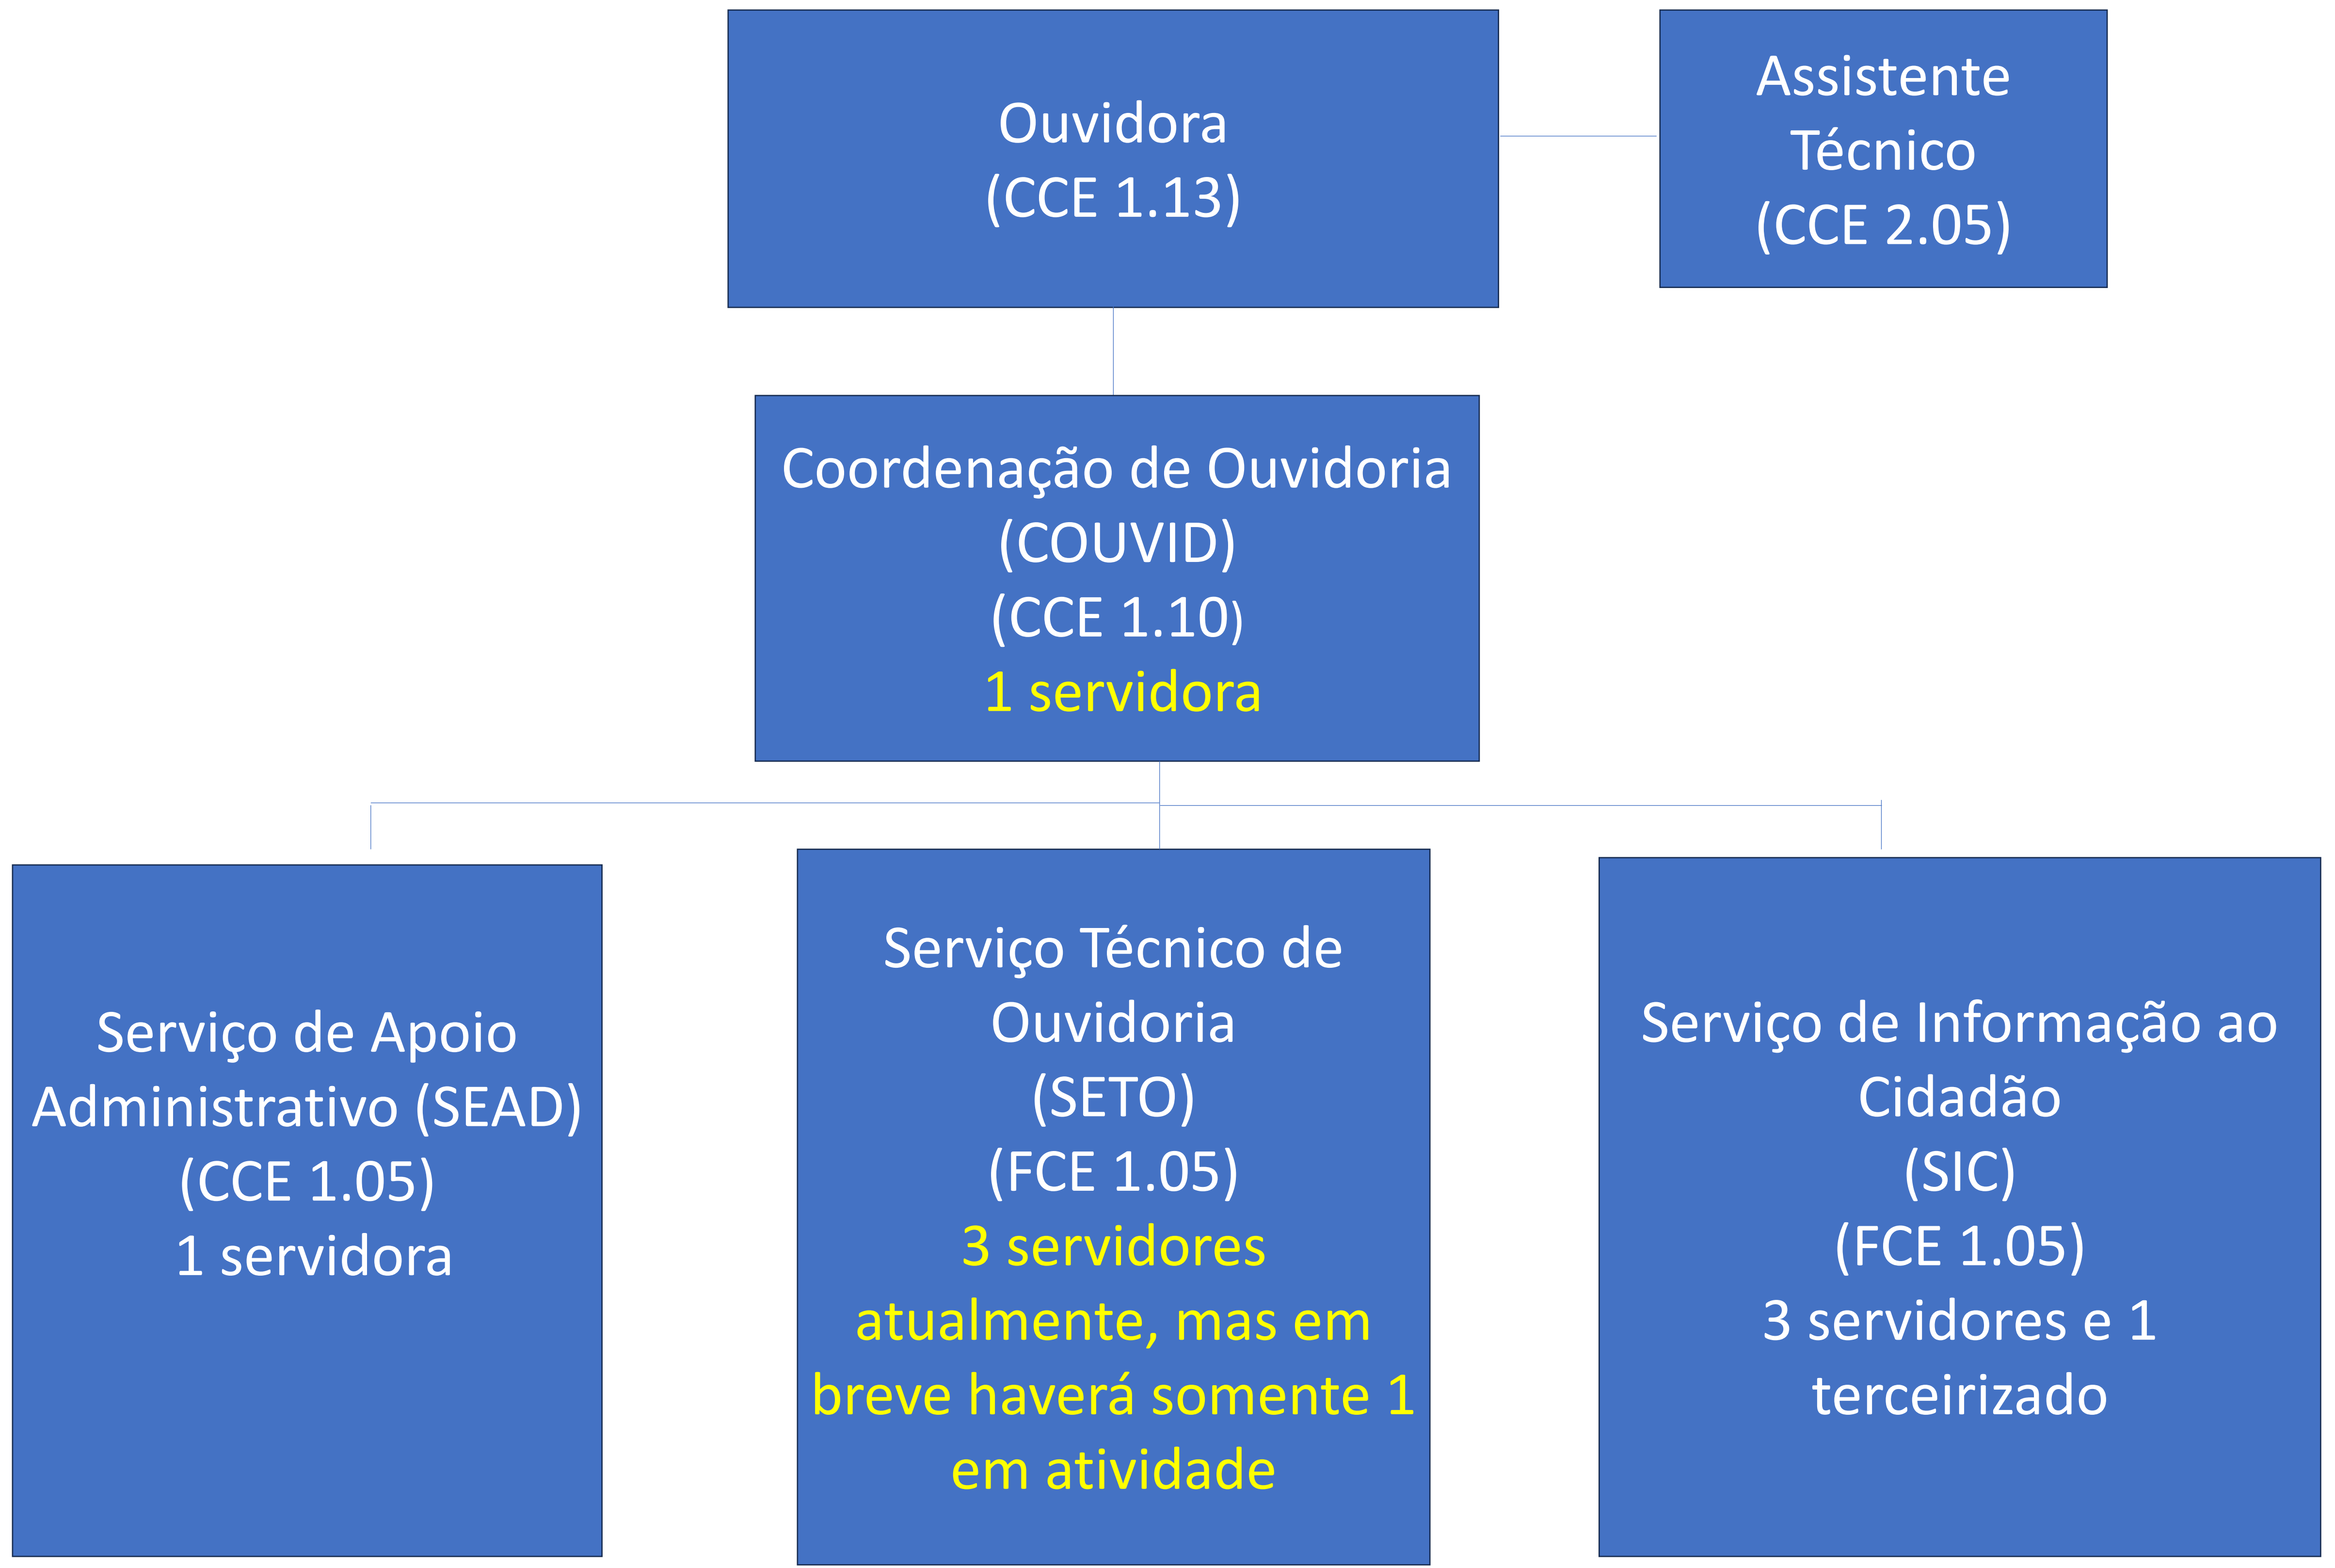 Ouvidora
(CCE 1.13)
Assistente
Técnico
(CCE 2.05)
Coordenação de Ouvidoria
(COUVID)
(CCE 1.10)
1 servidora
Serviço de Apoio
Administrativo (SEAD)
(CCE 1.05)
1 servidora
Serviço Técnico de
Ouvidoria
(SETO)
(FCE 1.05)
3 servidores
atualmente, mas em
breve haverá somente 1
em atividade
Serviço de Informação ao
Cidadão
(SIC)
(FCE 1.05)
3 servidores e 1
terceirizado